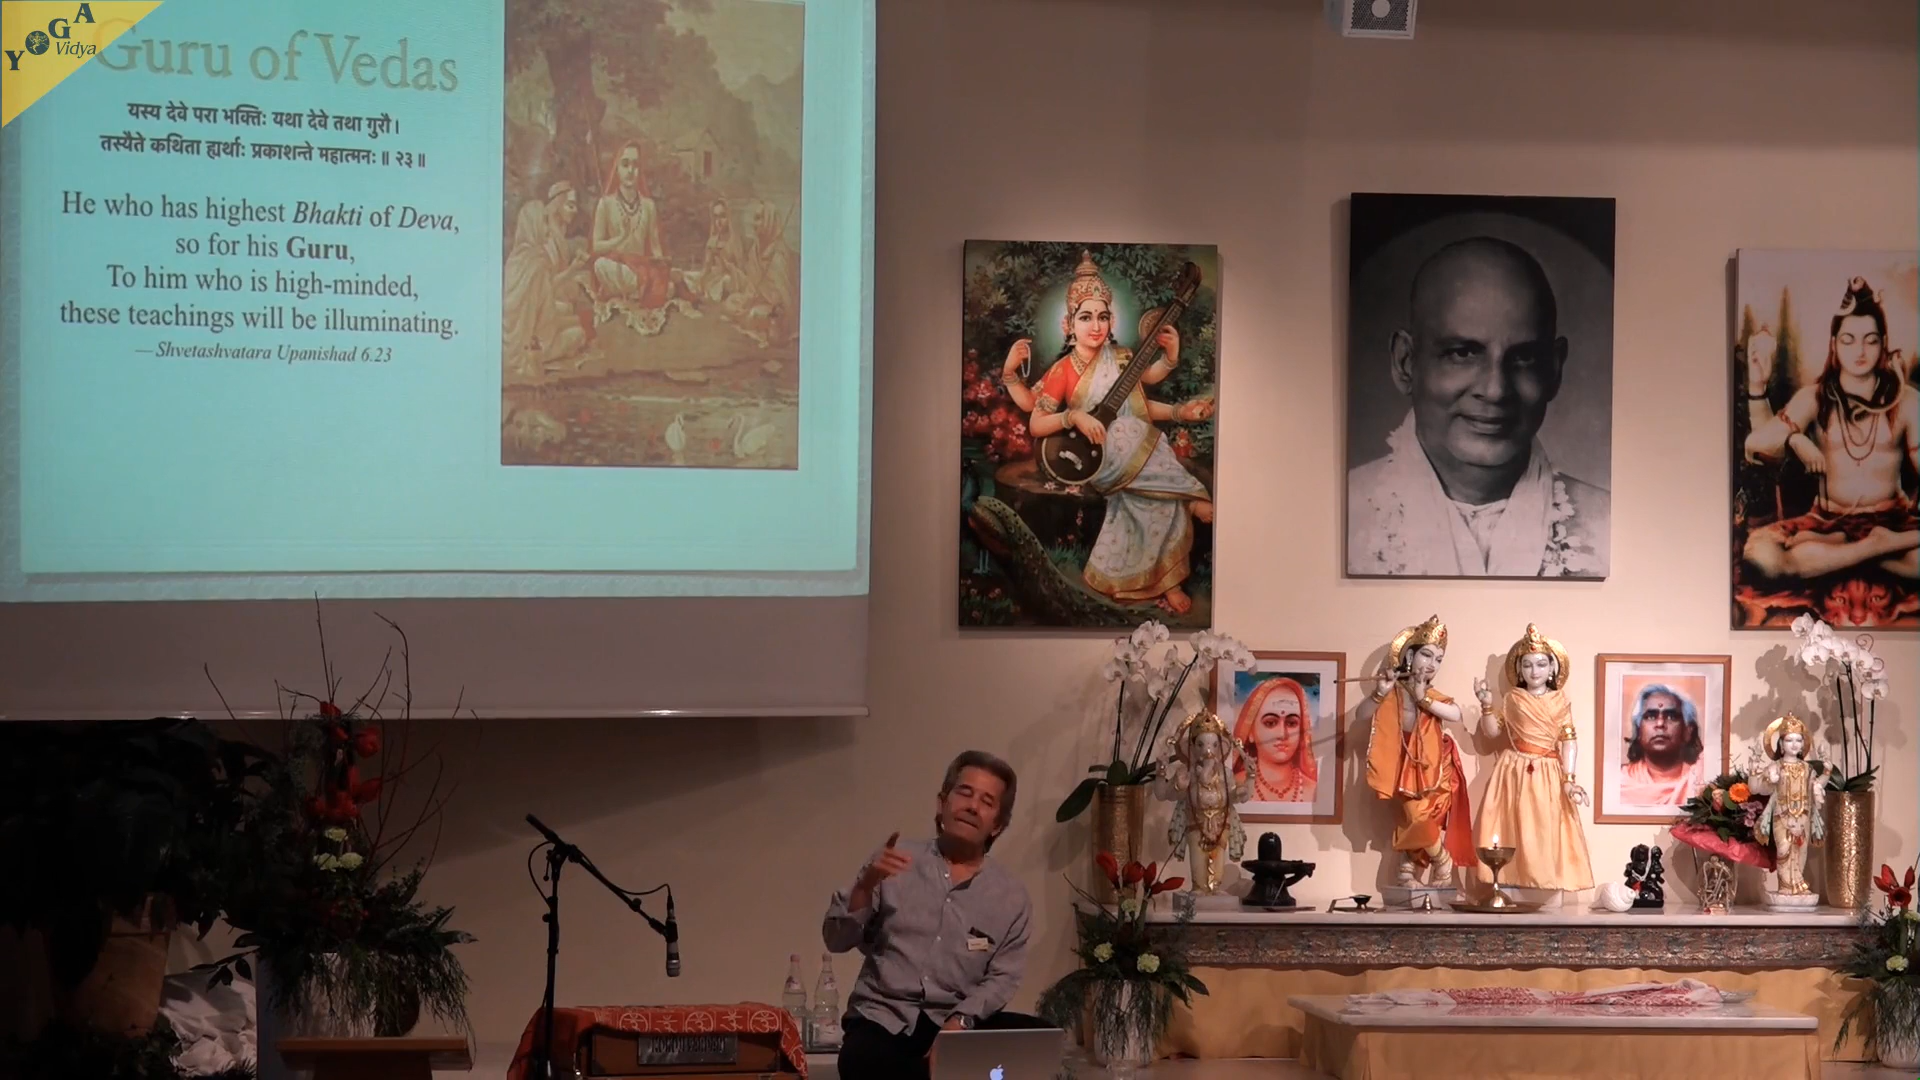 YOGA
Vidya
Guru of Vedas
यस्य देवे परा भक्तिः यथा देवे तथा गुरौ।
तस्यैते कथिता ह्यर्थाः प्रकाशन्ते महात्मनः॥ २३॥
He who has highest Bhakti of Deva,
so for his Guru,
To him who is high-minded,
these teachings will be illuminating.
—Shvetashvatara Upanishad 6.23